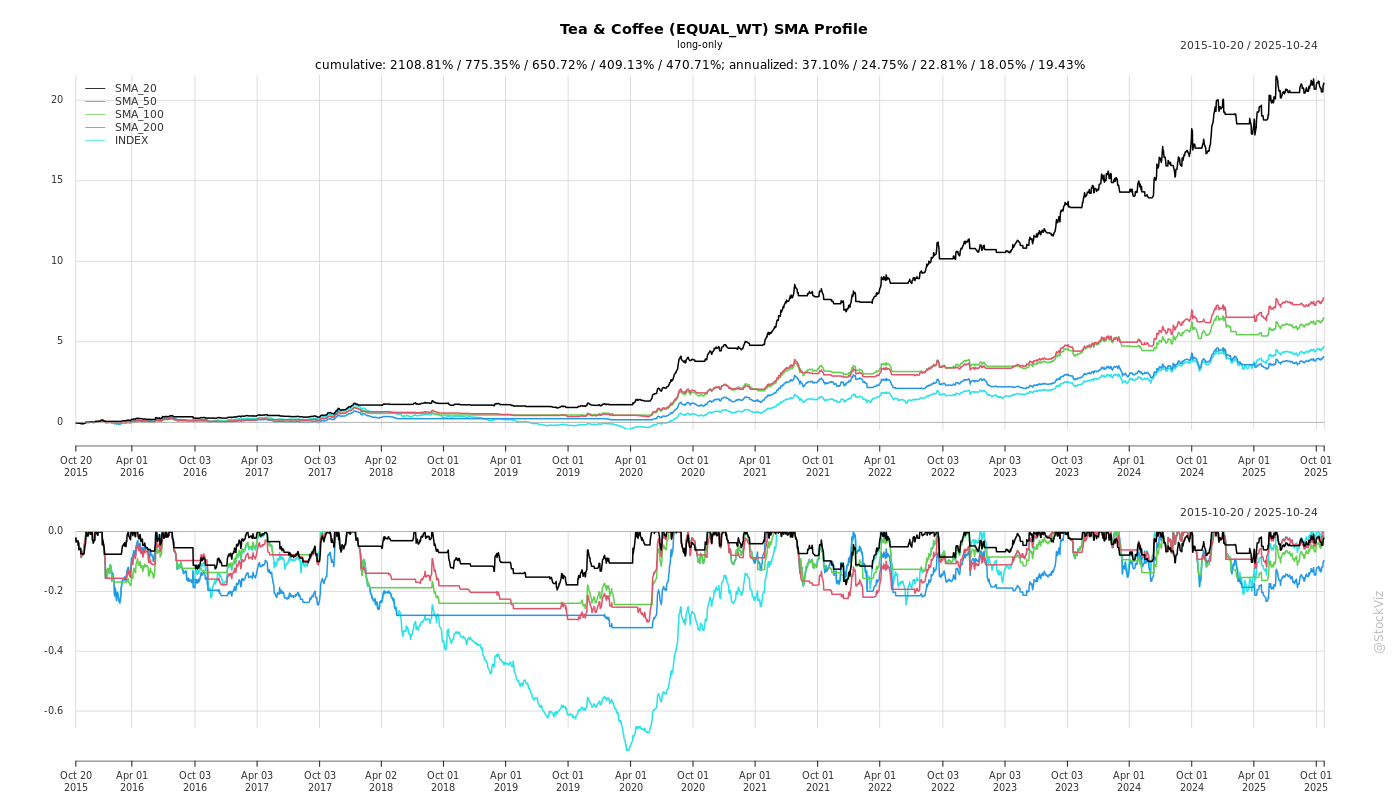 Tea & Coffee (EQUAL_WT) SMA Profile
long-only
2015-10-20 / 2025-10-24
cumulative: 2108.81% / 775.35% / 650.72% / 409.13% / 470.71%; annualized: 37.10% / 24.75% / 22.81% / 18.05% / 19.43%
SMA_20
SMA_50
SMA_100
SMA_200
INDEX
20
15
10
5
0
Oct 20 Apr 01 Oct 03 Apr 03 Oct 03 Apr 02 Oct 01 Apr 01 Oct 01 Apr 01 Oct 01 Apr 01 Oct 01 Apr 01 Oct 03 Apr 03 Oct 03 Apr 01 Oct 01 Apr 01 Oct 01
2015 2016 2016 2017 2017 2018 2018 2019 2019 2020 2020 2021 2021 2022 2022 2023 2023 2024 2024 2025 2025
2015-10-20 / 2025-10-24
0.0
-0.2
-0.4
-0.6
Oct 20 Apr 01 Oct 03 Apr 03 Oct 03 Apr 02 Oct 01 Apr 01 Oct 01 Apr 01 Oct 01 Apr 01 Oct 01 Apr 01 Oct 03 Apr 03 Oct 03 Apr 01 Oct 01 Apr 01 Oct 01
2015 2016 2016 2017 2017 2018 2018 2019 2019 2020 2020 2021 2021 2022 2022 2023 2023 2024 2024 2025 2025
@StockViz